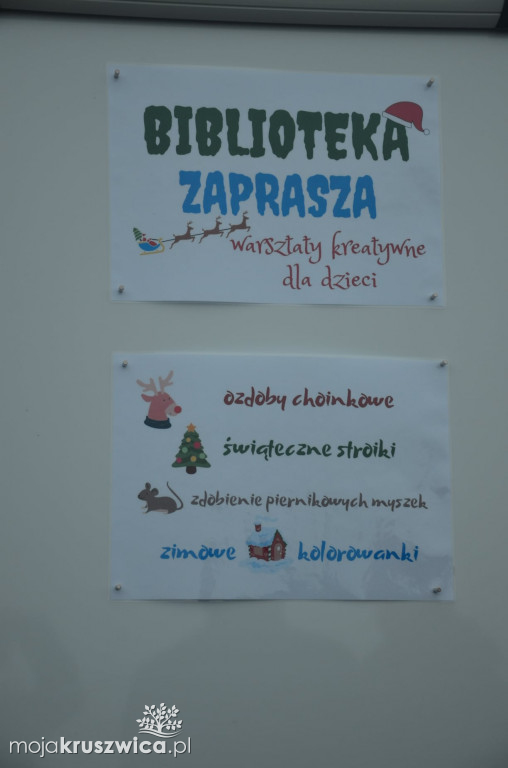 BIBLIOTEKA
ZAPRASZA
warsztaty kreatywne
dla dzieci
ozdoby choinkowe
świąteczne stroiki
zdobienie piernikowych myszek
zimowe kolorowanki
mojakruszwica.pl